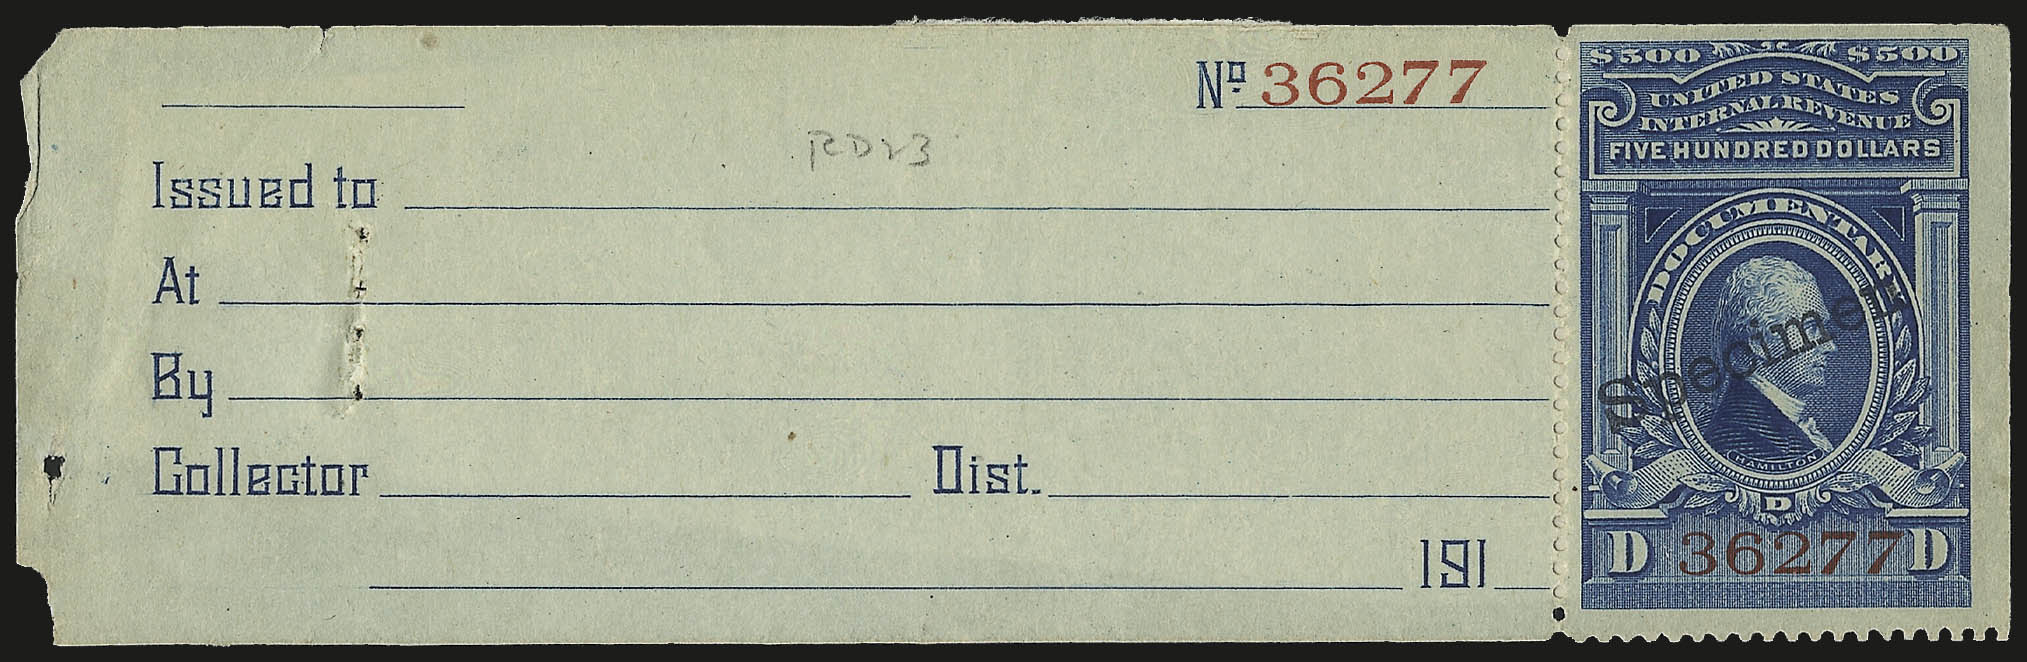 Nº 36277
RD23
Issued to
At
By
Collector Dist.
191
$500 $500
UNITED STATES
INTERNAL REVENUE
FIVE HUNDRED DOLLARS
DOCUMENTARY
Specimen
HAMILTON
D
D 36277 D